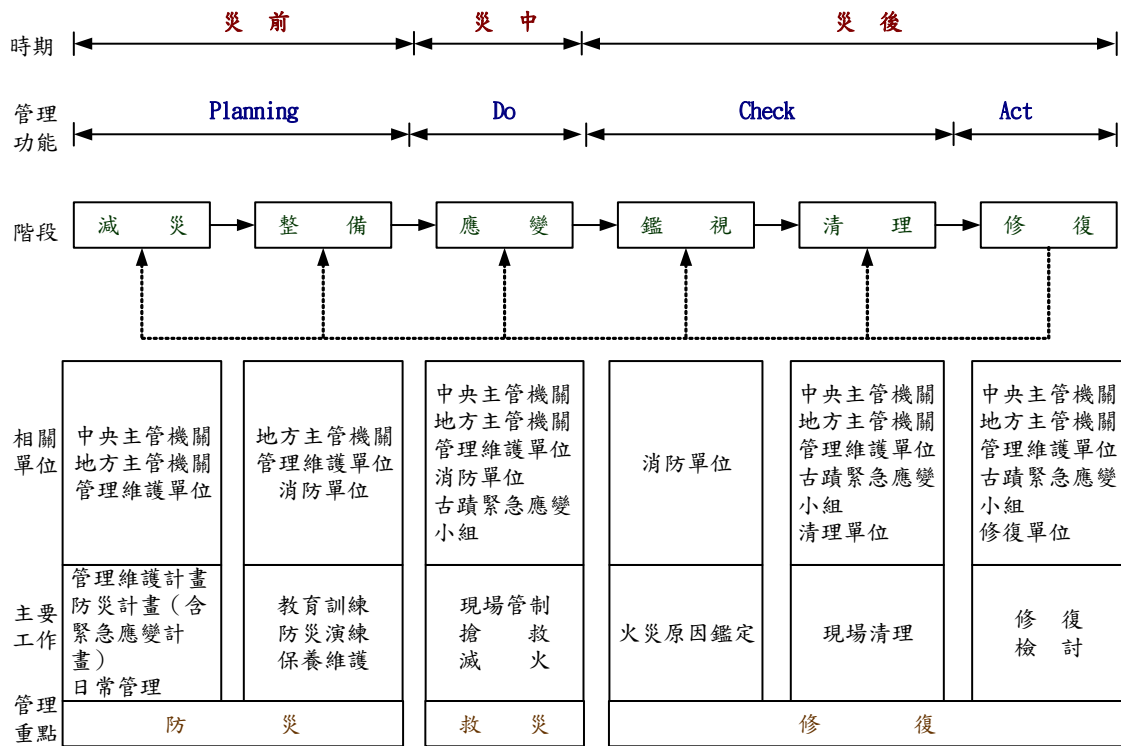 災 前
災 中
災 後
時期
管理
功能
Planning
Do
Check
Act
階段
減 災
整 備
應 變
鑑 視
清 理
修 復
相關
單位
中央主管機關
地方主管機關
管理維護單位
地方主管機關
管理維護單位
消防單位
中央主管機關
地方主管機關
管理維護單位
消防單位
古蹟緊急應變
小組
消防單位
中央主管機關
地方主管機關
管理維護單位
古蹟緊急應變
小組
清理單位
中央主管機關
地方主管機關
管理維護單位
古蹟緊急應變
小組
修復單位
主要
工作
管理維護計畫
防災計畫（含
緊急應變計
畫）
日常管理
教育訓練
防災演練
保養維護
現場管制
搶 救
滅 火
火災原因鑑定
現場清理
修 復
檢 討
管理
重點
防 災
救 災
修 復